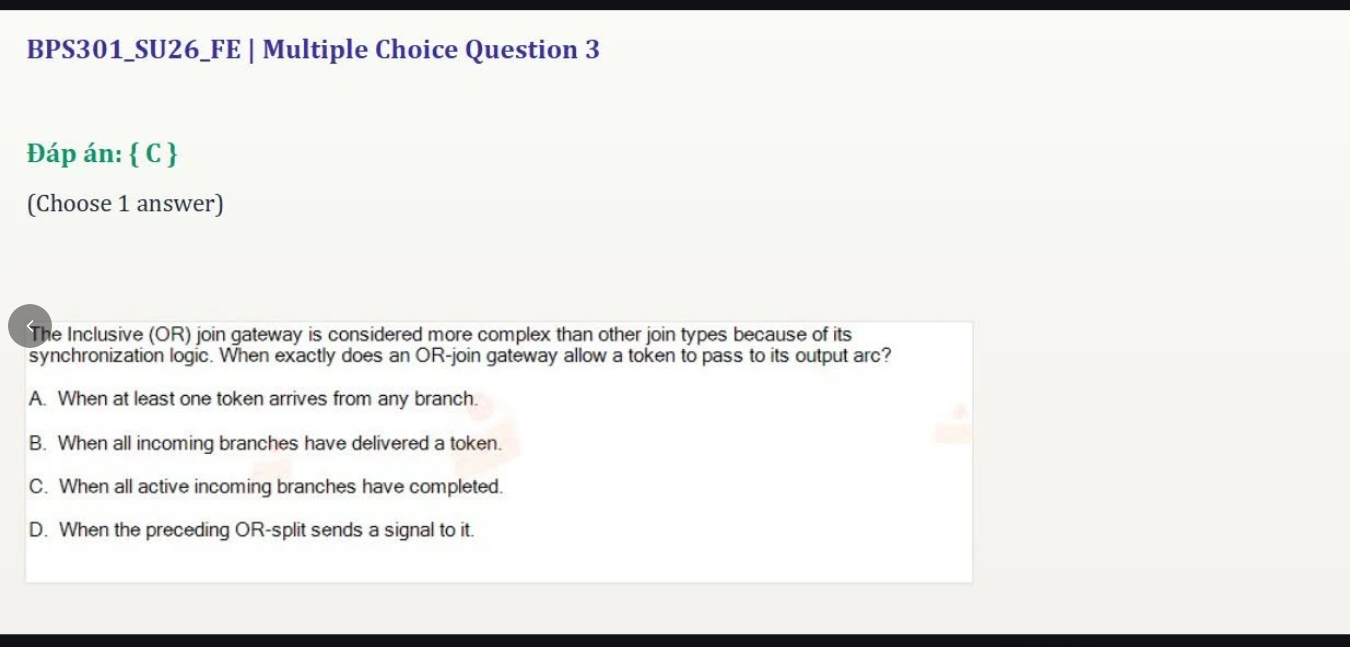 BPS301_SU26_FE | Multiple Choice Question 3
Đáp án: { C }
(Choose 1 answer)
The Inclusive (OR) join gateway is considered more complex than other join types because of its
synchronization logic. When exactly does an OR-join gateway allow a token to pass to its output arc?
A. When at least one token arrives from any branch.
B. When all incoming branches have delivered a token.
C. When all active incoming branches have completed.
D. When the preceding OR-split sends a signal to it.